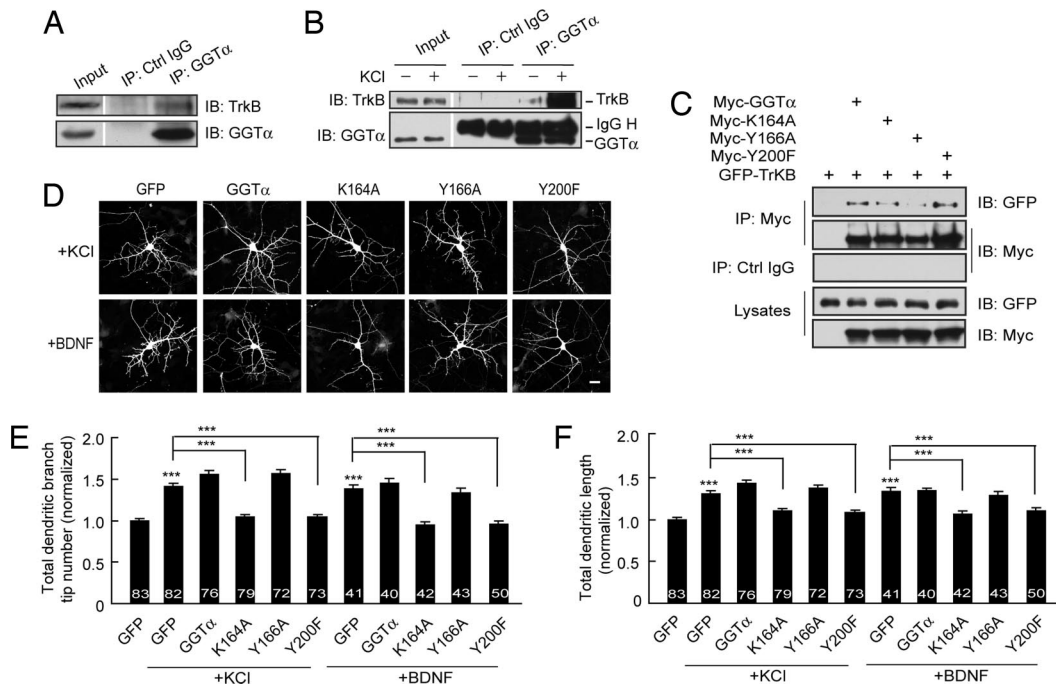 A
Input
IP: Ctrl IgG
IP: GGTα
IB: TrkB
IB: GGTα
B
Input
IP: Ctrl IgG
IP: GGTα
KCl – + – + – +
IB: TrkB
– TrkB
IB: GGTα
– IgG H
– GGTα
C
Myc-GGTα +
Myc-K164A +
Myc-Y166A +
Myc-Y200F +
GFP-TrKB + + + + +
IP: Myc
IB: GFP
IB: Myc
IP: Ctrl IgG
Lysates
IB: GFP
IB: Myc
D
GFP GGTα K164A Y166A Y200F
+KCl
+BDNF
E
Total dendritic branch
tip number (normalized)
2.0
1.5
1.0
0.5
0
***
***
***
***
***
***
83 82 76 79 72 73 41 40 42 43 50
GFP GFP GGTα K164A Y166A Y200F GFP GGTα K164A Y166A Y200F
+KCl +BDNF
F
Total dendritic length
(normalized)
2.0
1.5
1.0
0.5
0
***
***
***
***
***
***
83 82 76 79 72 73 41 40 42 43 50
GFP GFP GGTα K164A Y166A Y200F GFP GGTα K164A Y166A Y200F
+KCl +BDNF